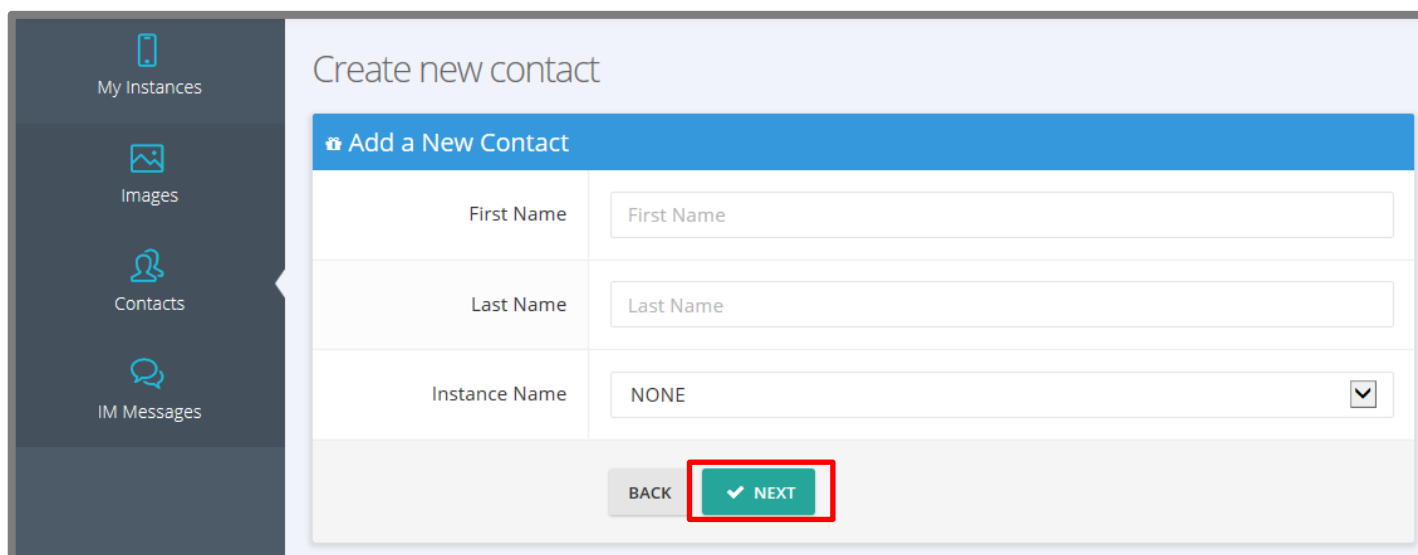 My Instances
Images
Contacts
IM Messages
Create new contact
Add a New Contact
First Name
First Name
Last Name
Last Name
Instance Name
NONE
BACK
NEXT